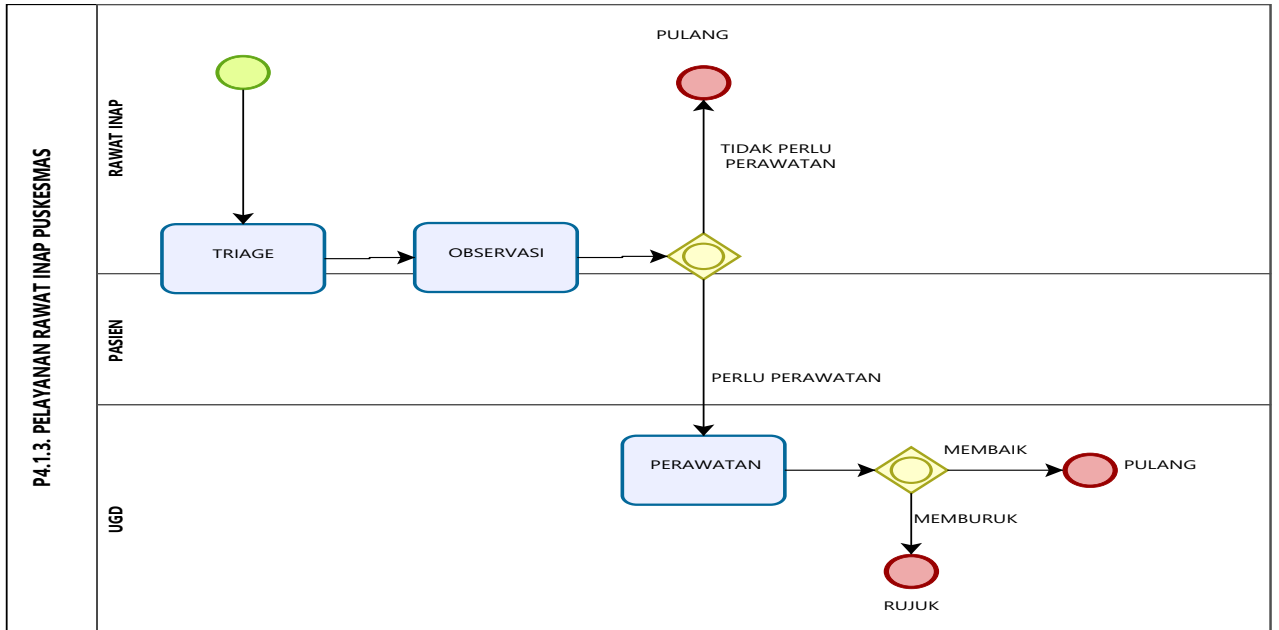 P4.1.3. PELAYANAN RAWAT INAP PUSKESMAS
RAWAT INAP
PULANG
TIDAK PERLU
PERAWATAN
TRIAGE
OBSERVASI
PASIEN
PERLU PERAWATAN
UGD
PERAWATAN
MEMBAIK
PULANG
MEMBURUK
RUJUK